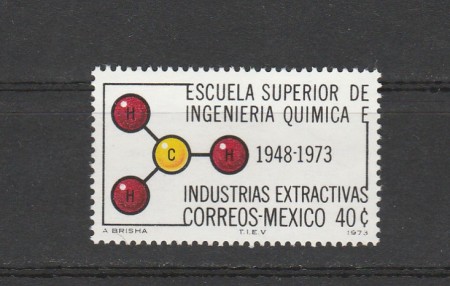 ESCUELA SUPERIOR DE
INGENIERIA QUIMICA E
H
C H 1948-1973
H
INDUSTRIAS EXTRACTIVAS
CORREOS-MEXICO 40¢
A BRISHA T.I.E.V 1973